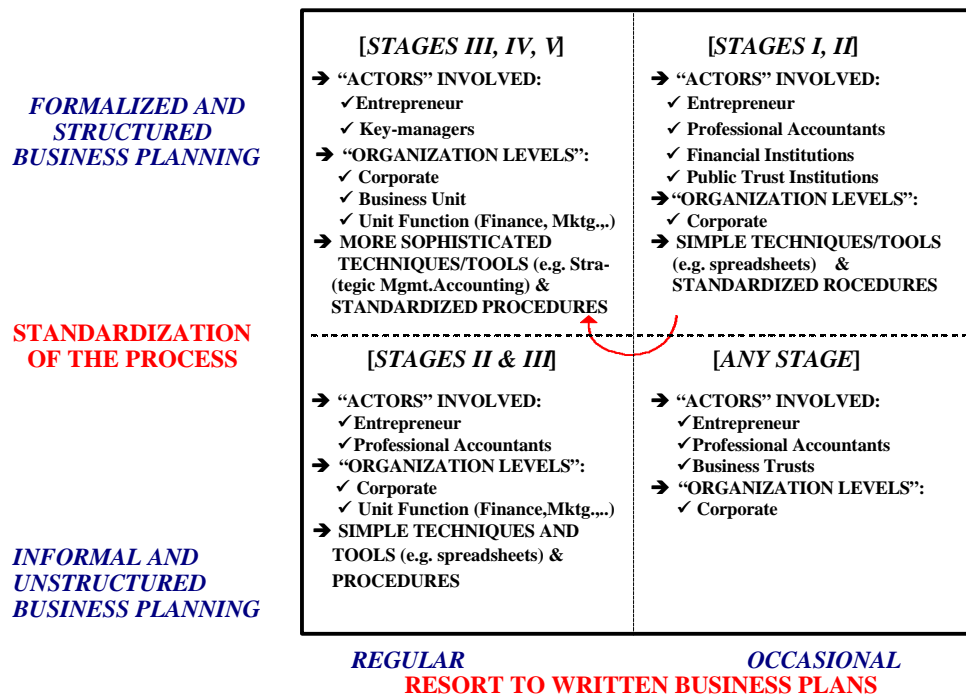 [STAGES III, IV, V]
➔ “ACTORS” INVOLVED:
✓Entrepreneur
✓ Key-managers
➔ “ORGANIZATION LEVELS”:
✓ Corporate
✓ Business Unit
✓ Unit Function (Finance, Mktg.,.)
➔ MORE SOPHISTICATED
TECHNIQUES/TOOLS (e.g. Stra-
(tegic Mgmt.Accounting) &
STANDARDIZED PROCEDURES
[STAGES I, II]
➔ “ACTORS” INVOLVED:
✓ Entrepreneur
✓ Professional Accountants
✓ Financial Institutions
✓ Public Trust Institutions
➔“ORGANIZATION LEVELS”:
✓ Corporate
➔ SIMPLE TECHNIQUES/TOOLS
(e.g. spreadsheets) &
STANDARDIZED ROCEDURES
FORMALIZED AND
STRUCTURED
BUSINESS PLANNING
STANDARDIZATION
OF THE PROCESS
[STAGES II & III]
➔ “ACTORS” INVOLVED:
✓Entrepreneur
✓Professional Accountants
➔ “ORGANIZATION LEVELS”:
✓ Corporate
✓ Unit Function (Finance,Mktg.,..)
➔ SIMPLE TECHNIQUES AND
TOOLS (e.g. spreadsheets) &
PROCEDURES
[ANY STAGE]
➔ “ACTORS” INVOLVED:
✓Entrepreneur
✓Professional Accountants
✓Business Trusts
➔ “ORGANIZATION LEVELS”:
✓ Corporate
INFORMAL AND
UNSTRUCTURED
BUSINESS PLANNING
REGULAR
OCCASIONAL
RESORT TO WRITTEN BUSINESS PLANS